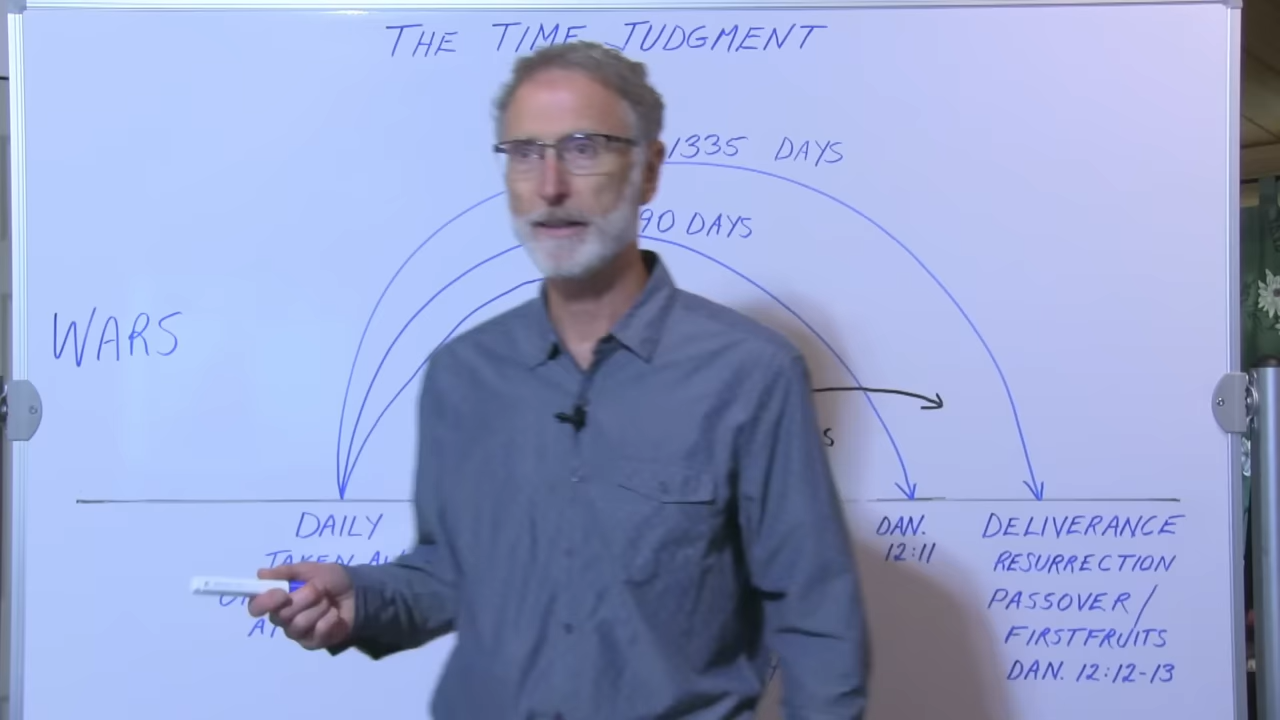 THE TIME JUDGMENT
1335 DAYS
90 DAYS
WARS
DAILY
TAKEN
DAN.
12:11
DELIVERANCE
RESURRECTION
PASSOVER/
FIRSTFRUITS
DAN. 12:12-13